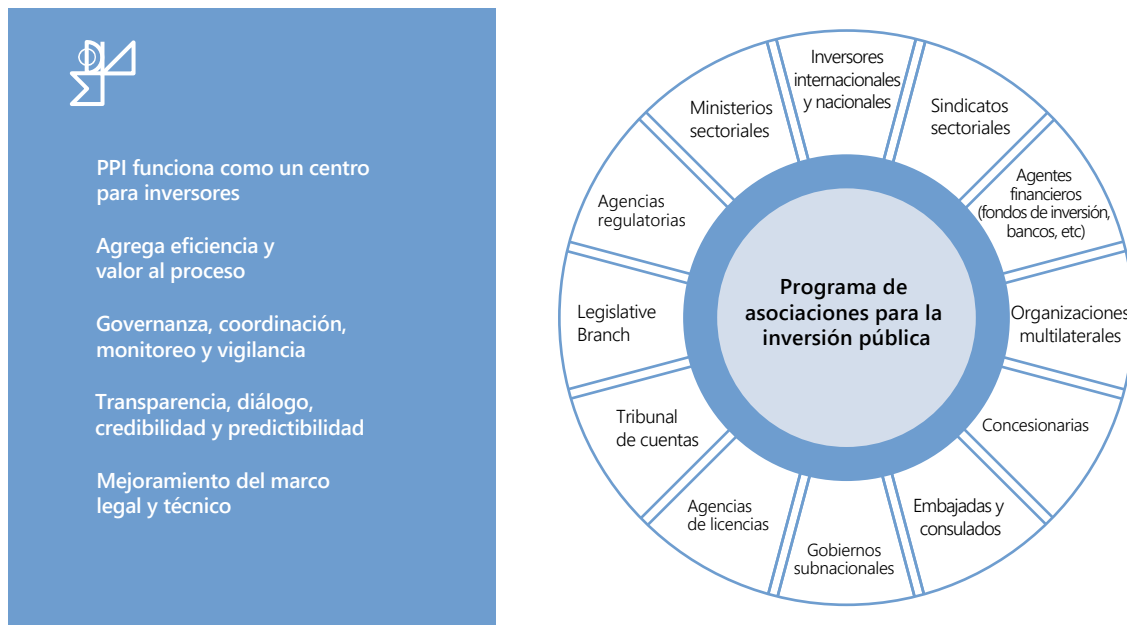 PPI funciona como un centro
para inversores
Agrega eficiencia y
valor al proceso
Governanza, coordinación,
monitoreo y vigilancia
Transparencia, diálogo,
credibilidad y predictibilidad
Mejoramiento del marco
legal y técnico
Inversores
internacionales
y nacionales
Sindicatos
sectoriales
Agentes
financieros
(fondos de inversión,
bancos, etc)
Organizaciones
multilaterales
Concesionarias
Embajadas y
consulados
Gobiernos
subnacionales
Agencias
de licencias
Tribunal
de cuentas
Legislative
Branch
Agencias
regulatorias
Ministerios
sectoriales
Programa de
asociaciones para la
inversión pública